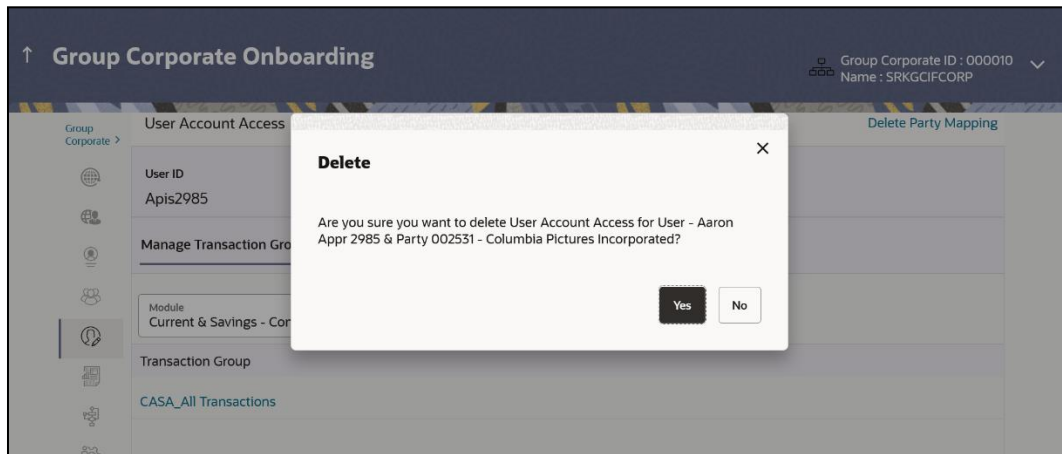 ↑ Group Corporate Onboarding
Group Corporate ID : 000010
Name : SRKGCIFCORP
Group
Corporate >
User Account Access
Delete Party Mapping
User ID
Apis2985
Manage Transaction Gro
Module
Current & Savings - Cor
Transaction Group
CASA_All Transactions
Delete
Are you sure you want to delete User Account Access for User - Aaron
Appr 2985 & Party 002531 - Columbia Pictures Incorporated?
Yes
No